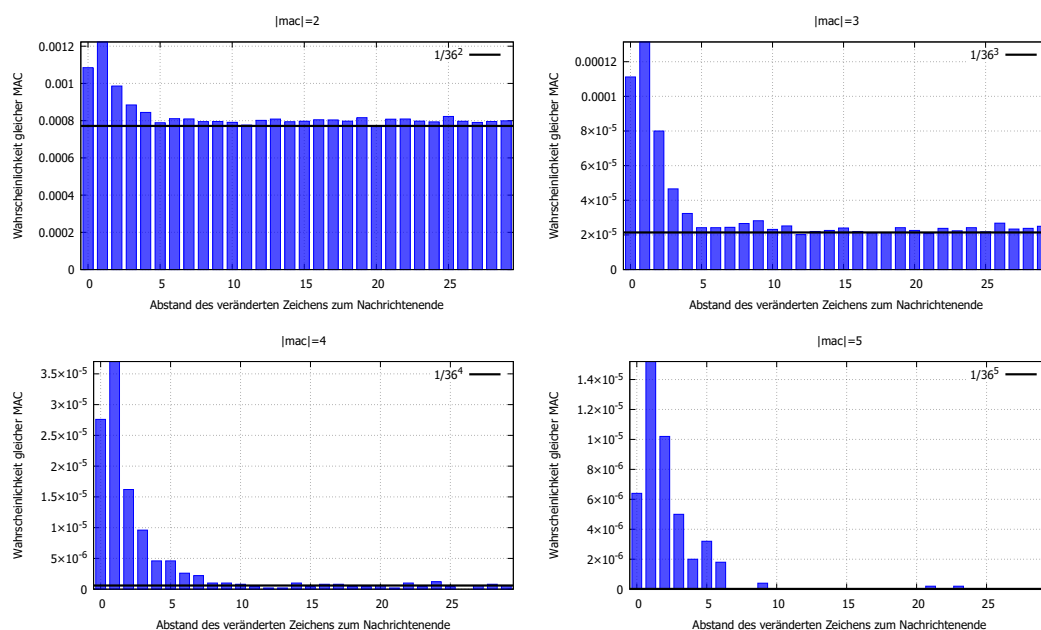 |mac|=2
0.0012
0.001
0.0008
0.0006
0.0004
0.0002
0
Wahrscheinlichkeit gleicher MAC
1/36²
0 5 10 15 20 25
Abstand des veränderten Zeichens zum Nachrichtenende
|mac|=3
0.00012
0.0001
8×10⁻⁵
6×10⁻⁵
4×10⁻⁵
2×10⁻⁵
0
Wahrscheinlichkeit gleicher MAC
1/36³
0 5 10 15 20 25
Abstand des veränderten Zeichens zum Nachrichtenende
|mac|=4
3.5×10⁻⁵
3×10⁻⁵
2.5×10⁻⁵
2×10⁻⁵
1.5×10⁻⁵
1×10⁻⁵
5×10⁻⁶
0
Wahrscheinlichkeit gleicher MAC
1/36⁴
0 5 10 15 20 25
Abstand des veränderten Zeichens zum Nachrichtenende
|mac|=5
1.4×10⁻⁵
1.2×10⁻⁵
1×10⁻⁵
8×10⁻⁶
6×10⁻⁶
4×10⁻⁶
2×10⁻⁶
0
Wahrscheinlichkeit gleicher MAC
1/36⁵
0 5 10 15 20 25
Abstand des veränderten Zeichens zum Nachrichtenende